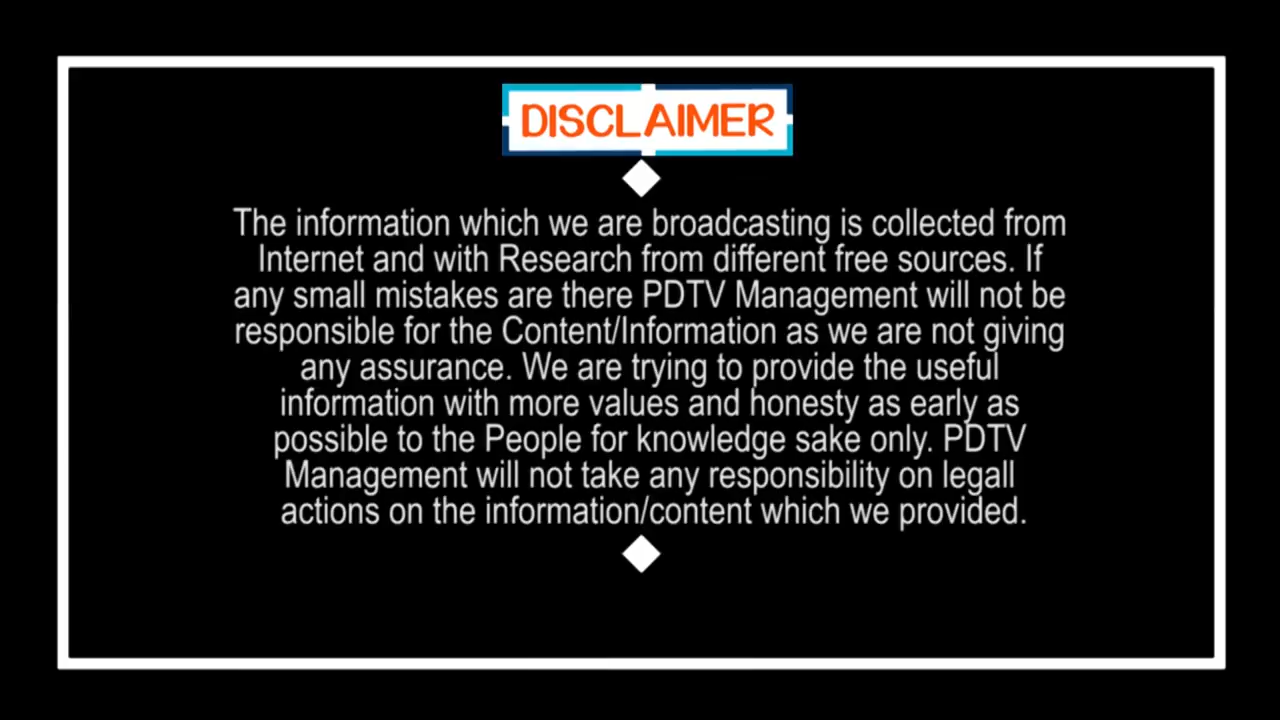 DISCLAIMER
The information which we are broadcasting is collected from
Internet and with Research from different free sources. If
any small mistakes are there PDTV Management will not be
responsible for the Content/Information as we are not giving
any assurance. We are trying to provide the useful
information with more values and honesty as early as
possible to the People for knowledge sake only. PDTV
Management will not take any responsibility on legall
actions on the information/content which we provided.